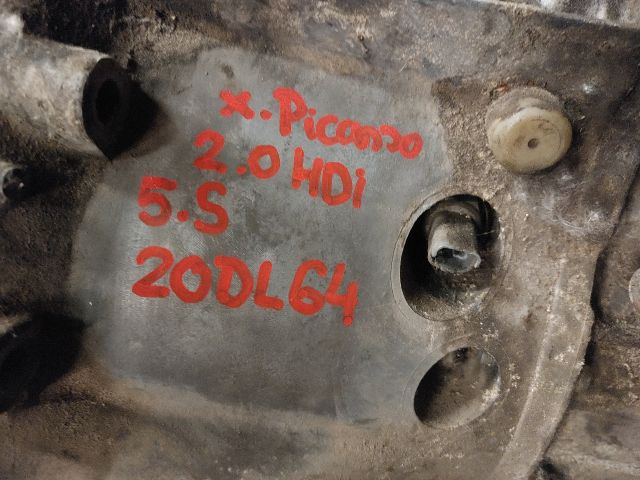 x. Picasso
2.0 HDi
5.S
20DL64